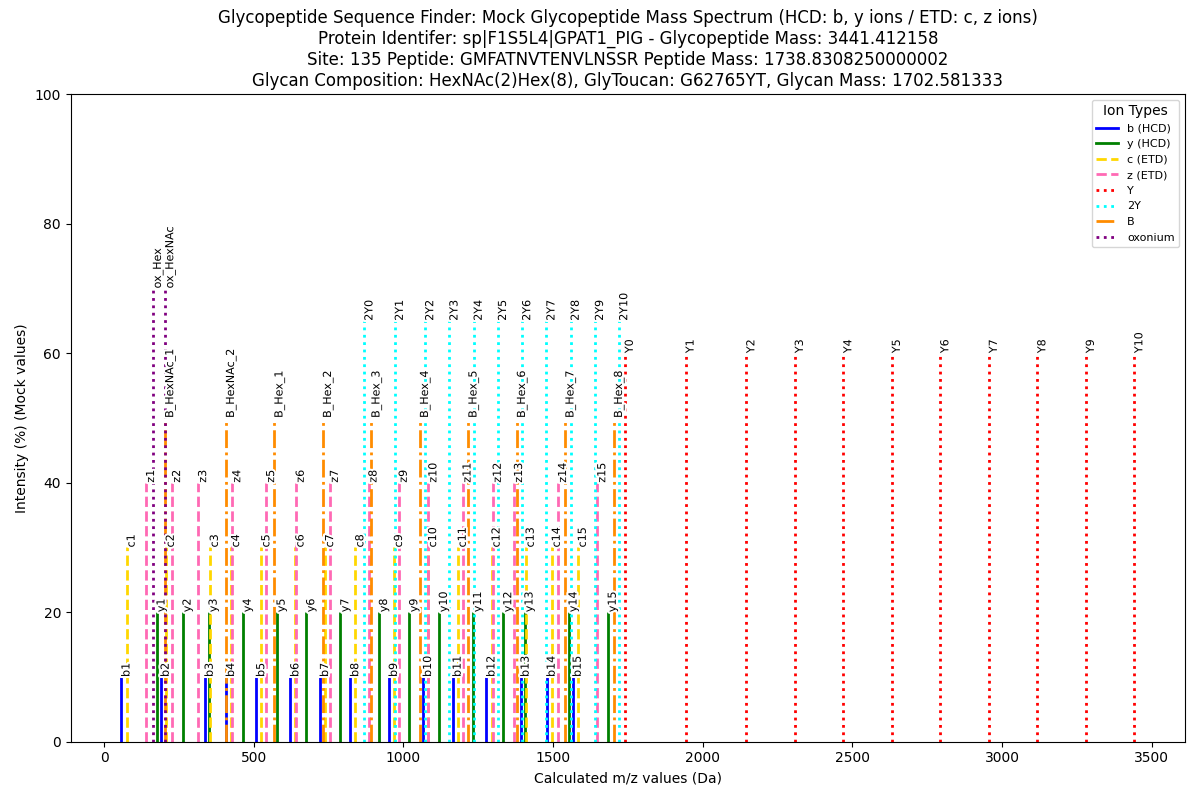 Glycopeptide Sequence Finder: Mock Glycopeptide Mass Spectrum (HCD: b, y ions / ETD: c, z ions)
Protein Identifer: sp|F1S5L4|GPAT1_PIG - Glycopeptide Mass: 3441.412158
Site: 135 Peptide: GMFATNVTENVLNSSR Peptide Mass: 1738.8308250000002
Glycan Composition: HexNAc(2)Hex(8), GlyToucan: G62765YT, Glycan Mass: 1702.581333
Intensity (%) (Mock values)
100
80
60
40
20
0
Ion Types
b (HCD)
y (HCD)
c (ETD)
z (ETD)
Y
2Y
B
oxonium
ox_Hex
ox_HexNAc
2Y0
2Y1
2Y2
2Y3
2Y4
2Y5
2Y6
2Y7
2Y8
2Y9
2Y10
Y0
Y1
Y2
Y3
Y4
Y5
Y6
Y7
Y8
Y9
Y10
B_HexNAc_1
B_HexNAc_2
B_Hex_1
B_Hex_2
B_Hex_3
B_Hex_4
B_Hex_5
B_Hex_6
B_Hex_7
B_Hex_8
z1
z2
z3
z4
z5
z6
z7
z8
z9
z10
z11
z12
z13
z14
z15
c1
c2
c3
c4
c5
c6
c7
c8
c9
c10
c11
c12
c13
c14
c15
y1
y2
y3
y4
y5
y6
y7
y8
y9
y10
y11
y12
y13
y14
y15
b1
b2
b3
b4
b5
b6
b7
b8
b9
b10
b11
b12
b13
b14
b15
0
500
1000
1500
2000
2500
3000
3500
Calculated m/z values (Da)